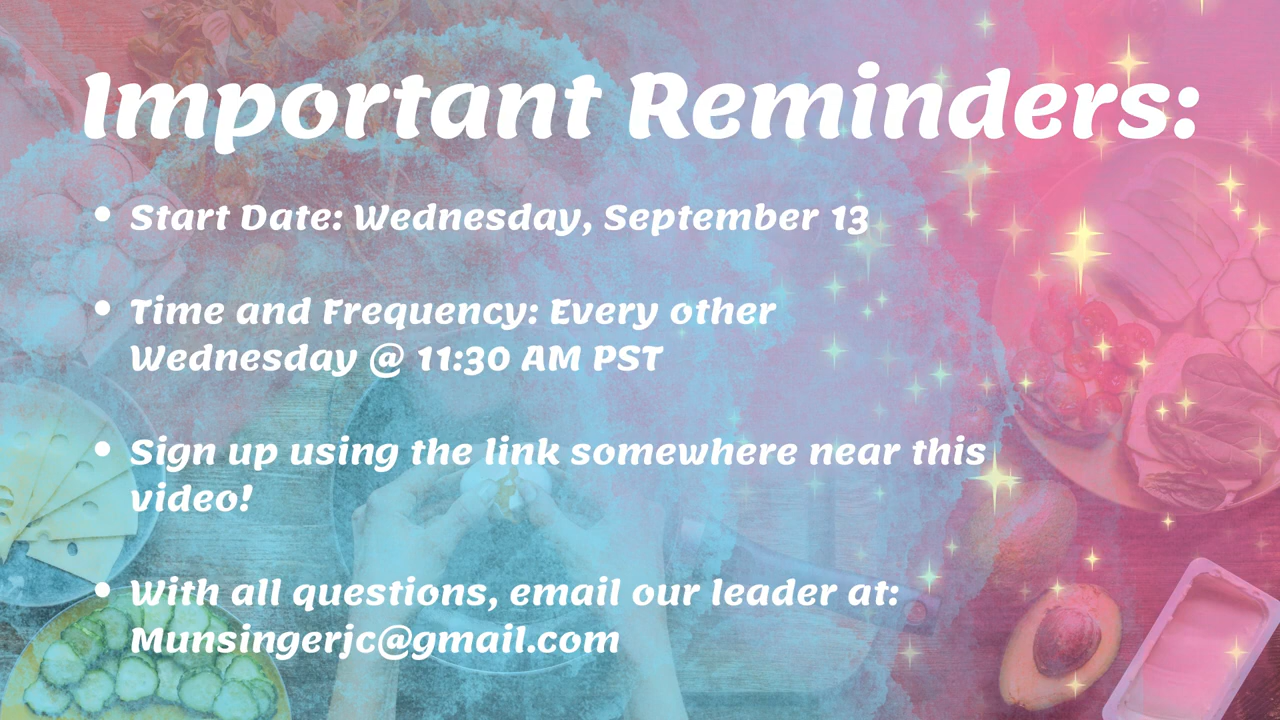 Important Reminders:
• Start Date: Wednesday, September 13
• Time and Frequency: Every other
Wednesday @ 11:30 AM PST
• Sign up using the link somewhere near this
video!
• With all questions, email our leader at:
Munsingerjc@gmail.com